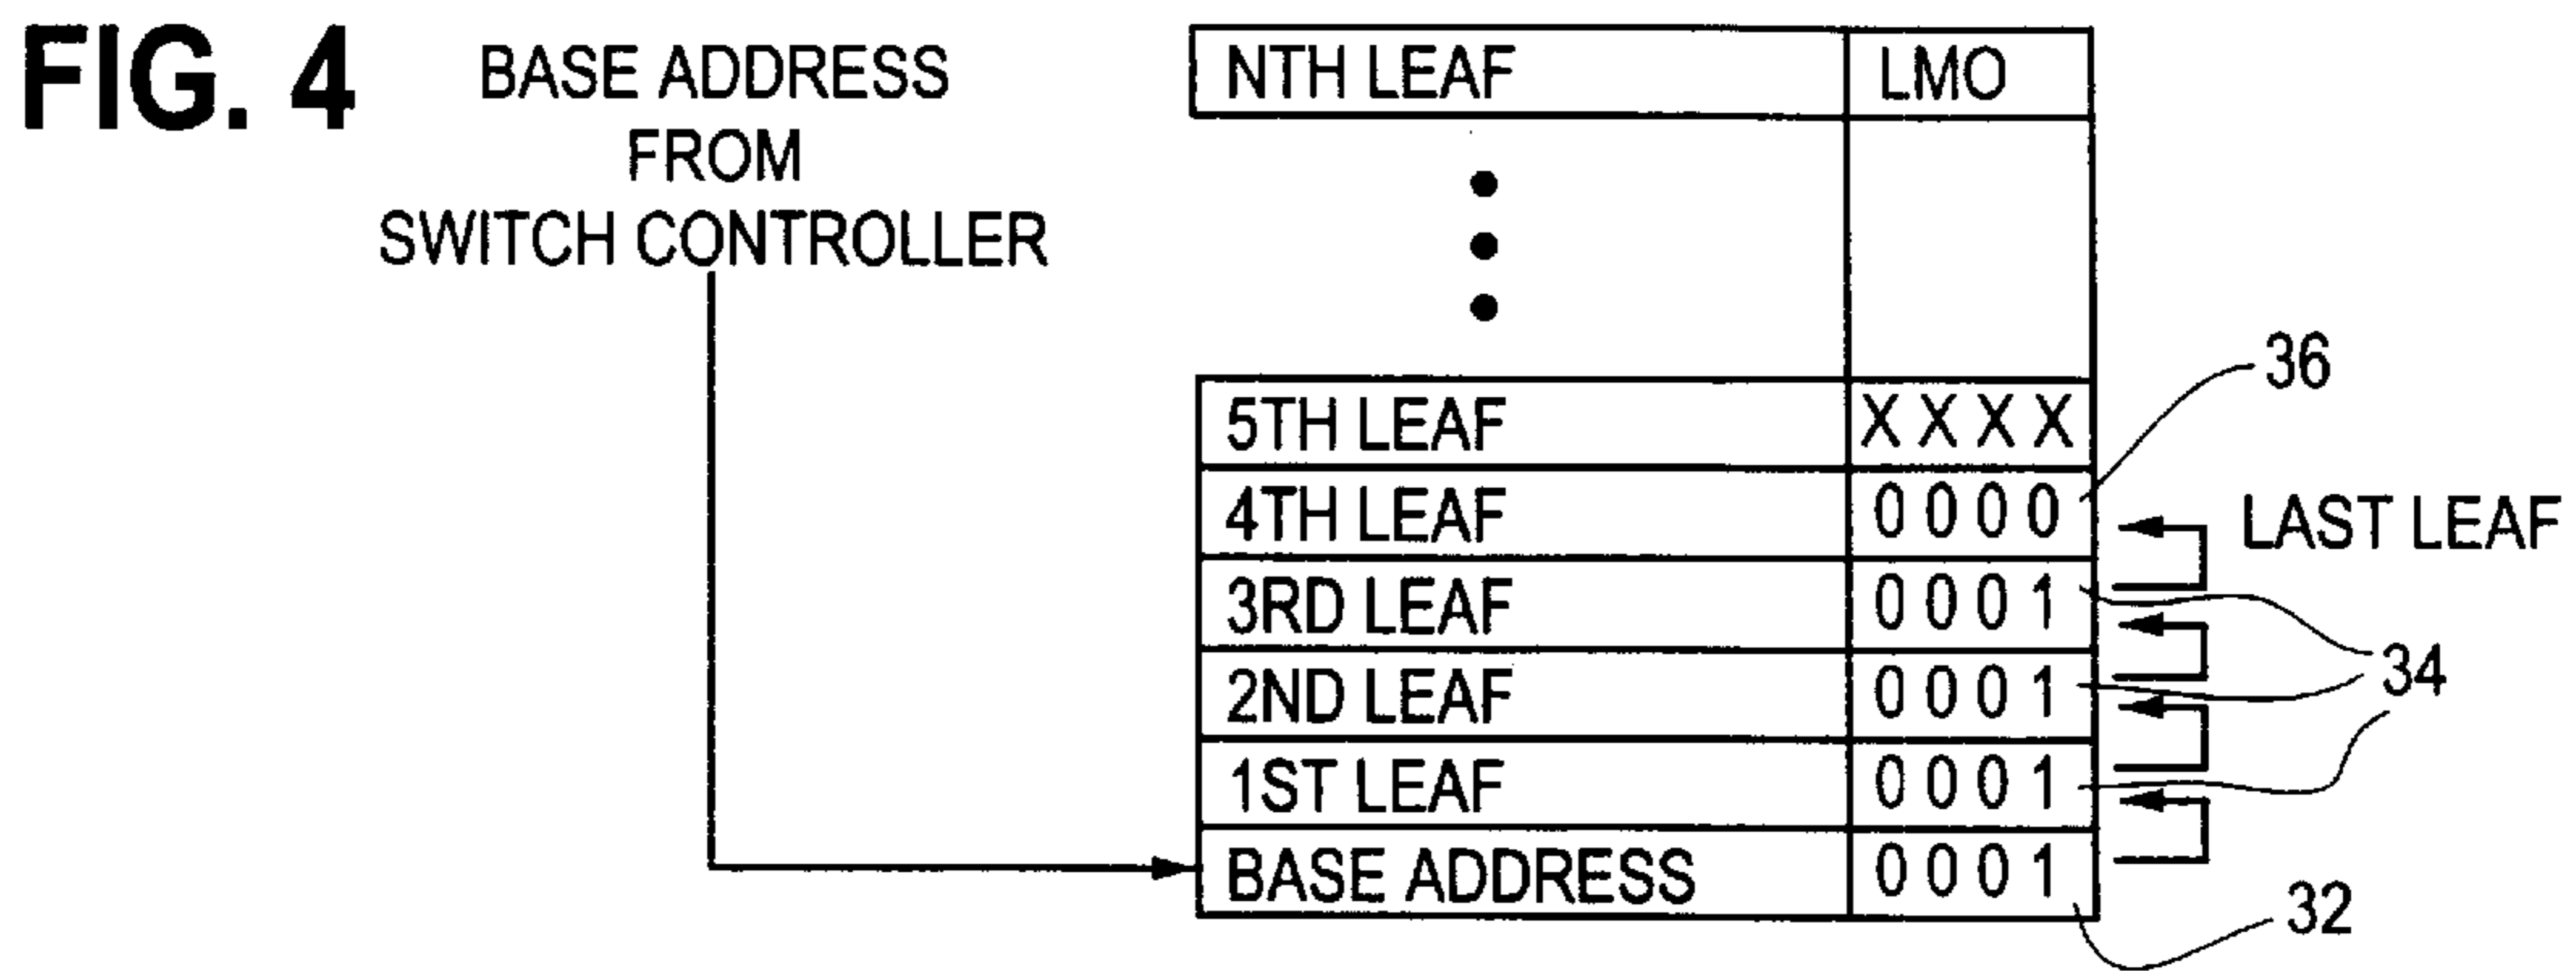 FIG. 4
BASE ADDRESS
FROM
SWITCH CONTROLLER
NTH LEAF LMO
5TH LEAF X X X X
36
4TH LEAF 0 0 0 0
LAST LEAF
3RD LEAF 0 0 0 1
34
2ND LEAF 0 0 0 1
1ST LEAF 0 0 0 1
BASE ADDRESS 0 0 0 1
32